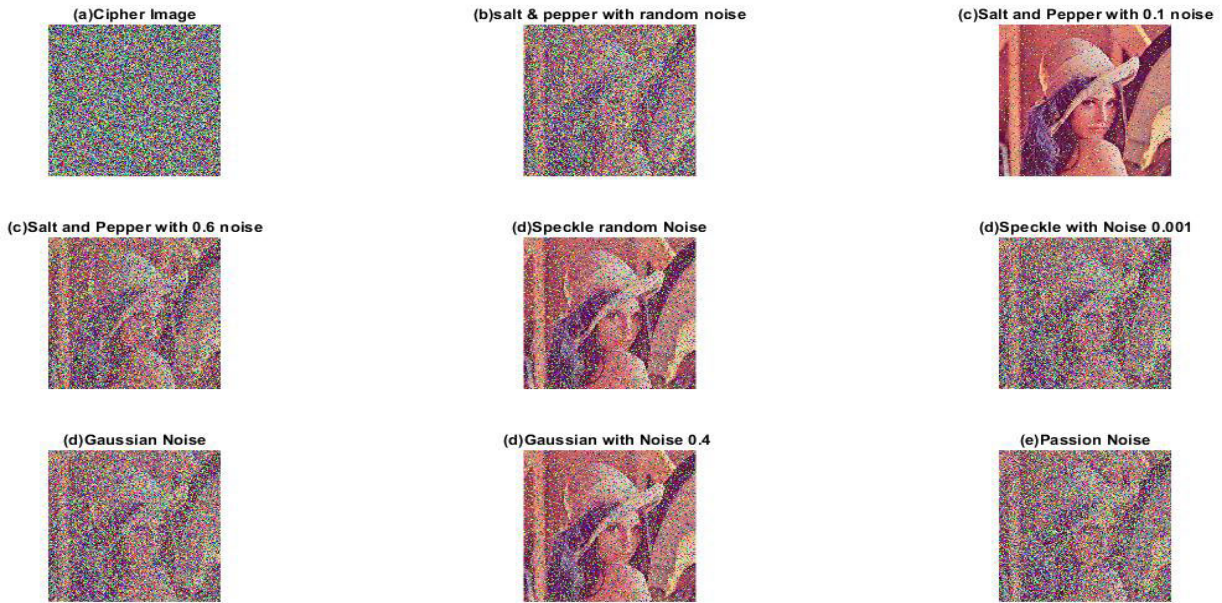 (a)Cipher Image
(b)salt & pepper with random noise
(c)Salt and Pepper with 0.1 noise
(c)Salt and Pepper with 0.6 noise
(d)Speckle random Noise
(d)Speckle with Noise 0.001
(d)Gaussian Noise
(d)Gaussian with Noise 0.4
(e)Passion Noise